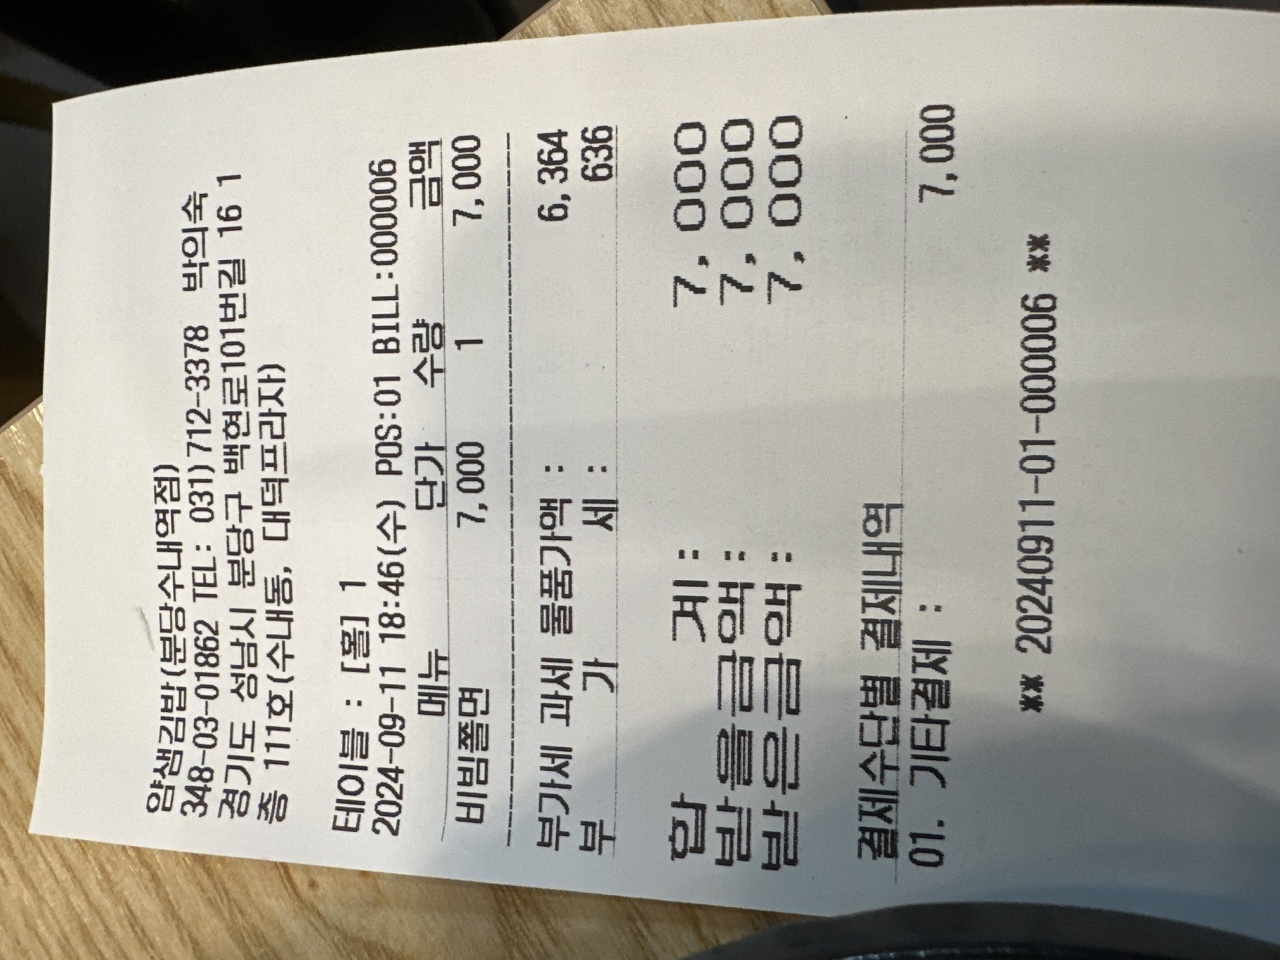 얌샘김밥(분당수내역점)
348-03-01862 TEL: 031)712-3378 박의숙
경기도 성남시 분당구 백현로101번길 16 1
층 111호(수내동, 대덕프라자)
테이블 : [홀] 1
2024-09-11 18:46(수) POS:01 BILL:000006
메뉴 단가 수량 금액
비빔쫄면 7,000 1 7,000
부가세 과세 물품가액 : 6,364
부 가 세 : 636
합 계 : 7,000
받을금액 : 7,000
받은금액 : 7,000
결제수단별 결제내역
01. 기타결제 : 7,000
** 20240911-01-000006 **